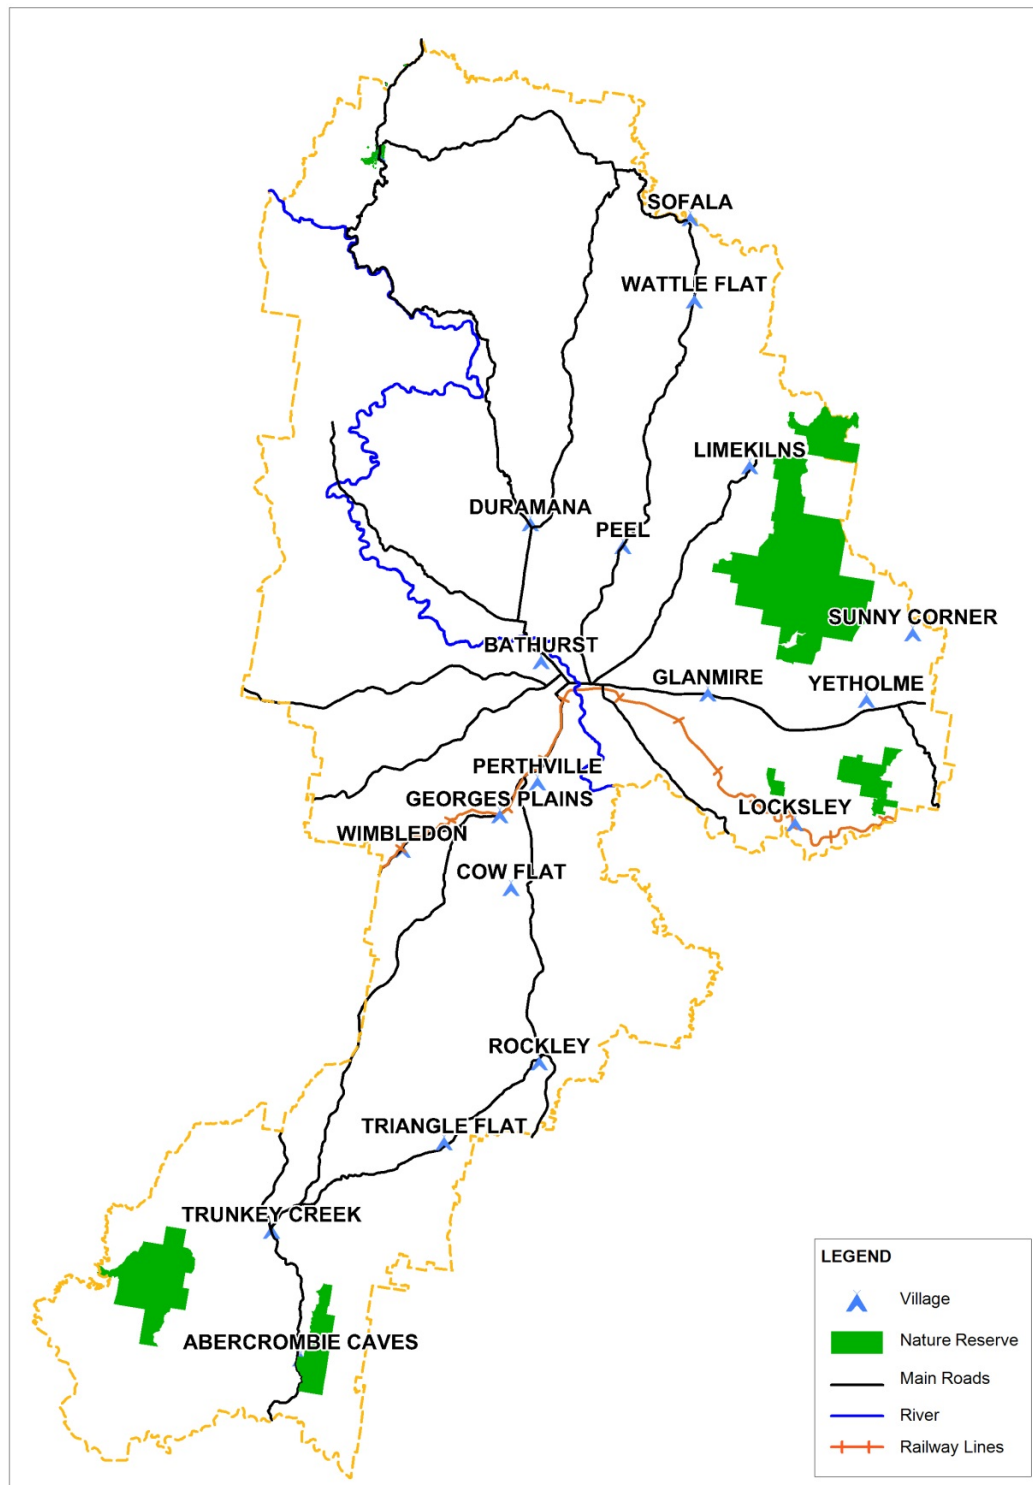 SOFALA
WATTLE FLAT
LIMEKILNS
DURAMANA
PEEL
SUNNY CORNER
BATHURST
GLANMIRE
YETHOLME
PERTHVILLE
GEORGES PLAINS
LOCKSLEY
WIMBLEDON
COW FLAT
ROCKLEY
TRIANGLE FLAT
TRUNKEY CREEK
ABERCROMBIE CAVES
LEGEND
Village
Nature Reserve
Main Roads
River
Railway Lines